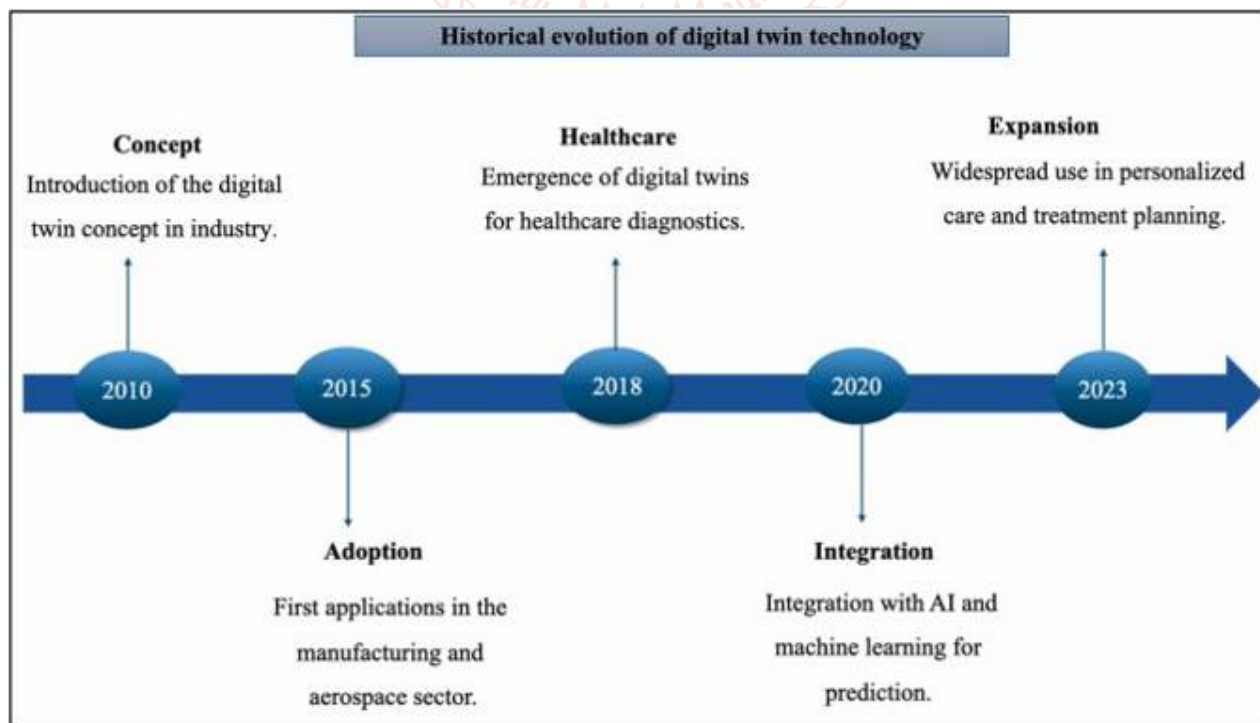 Historical evolution of digital twin technology
Concept
Introduction of the digital
twin concept in industry.
Healthcare
Emergence of digital twins
for healthcare diagnostics.
Expansion
Widespread use in personalized
care and treatment planning.
2010
2015
2018
2020
2023
Adoption
First applications in the
manufacturing and
aerospace sector.
Integration
Integration with AI and
machine learning for
prediction.